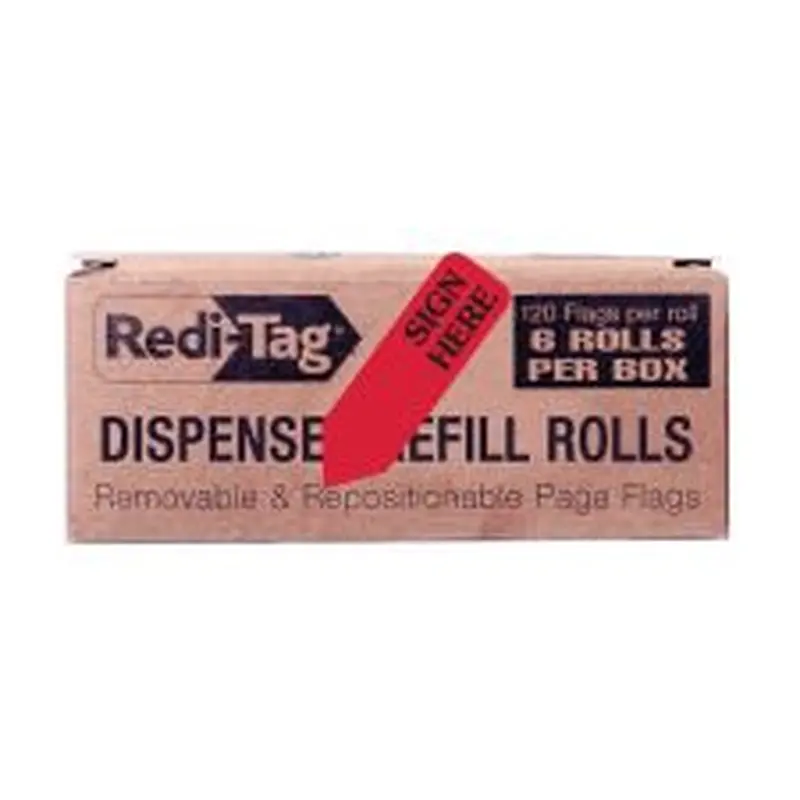 Redi-Tag®
SIGN
HERE
120 Flags per roll
6 ROLLS
PER BOX
DISPENSE EFILL ROLLS
Removable & Repositionable Page Flags